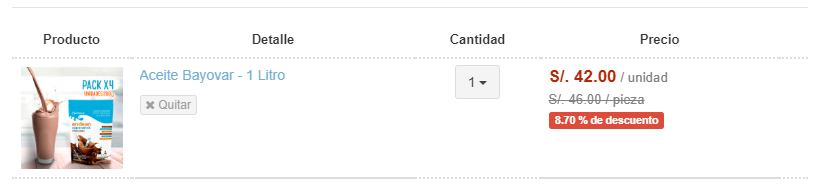 Producto Detalle Cantidad Precio
PACK X4
Aceite Bayovar - 1 Litro
✖ Quitar
1
S/. 42.00 / unidad
S/. 46.00 / pieza
8.70 % de descuento